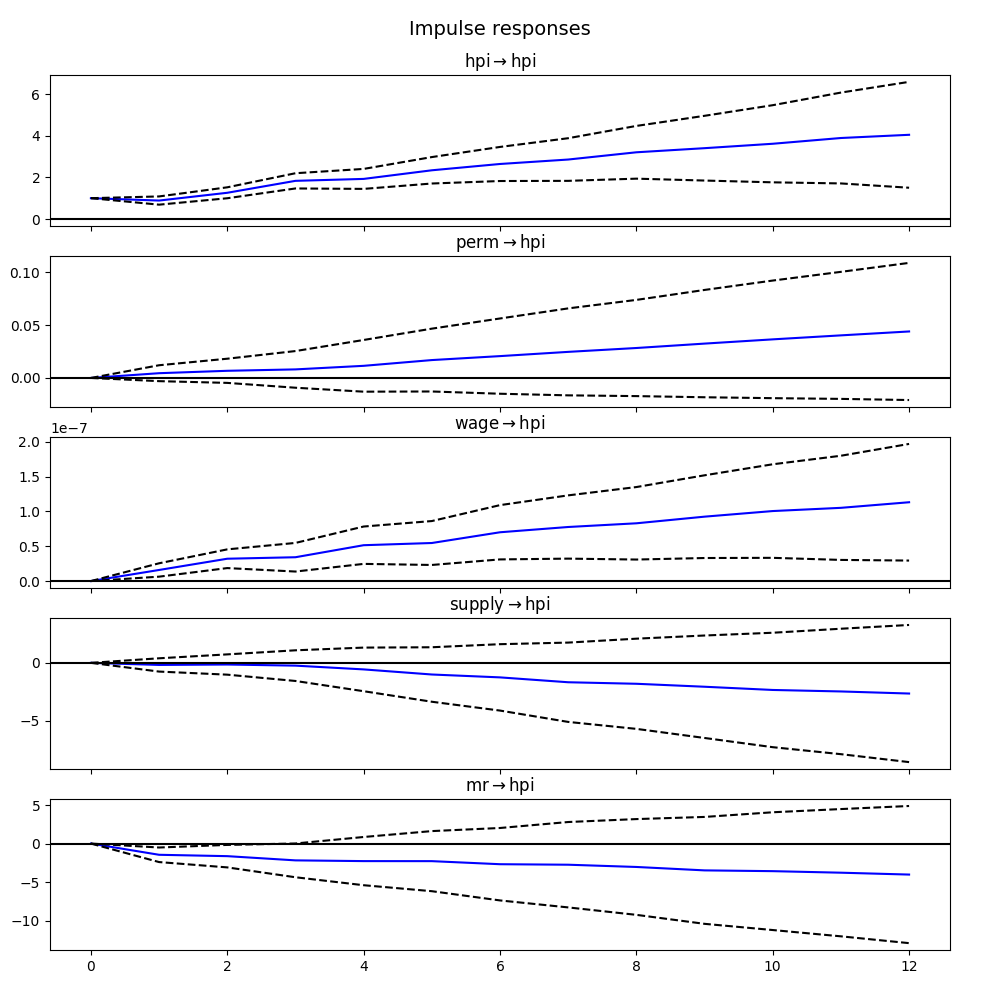 Impulse responses
hpi → hpi
6
4
2
0
perm → hpi
0.10
0.05
0.00
1e−7
wage → hpi
2.0
1.5
1.0
0.5
0.0
supply → hpi
0
−5
mr → hpi
5
0
−5
−10
0 2 4 6 8 10 12